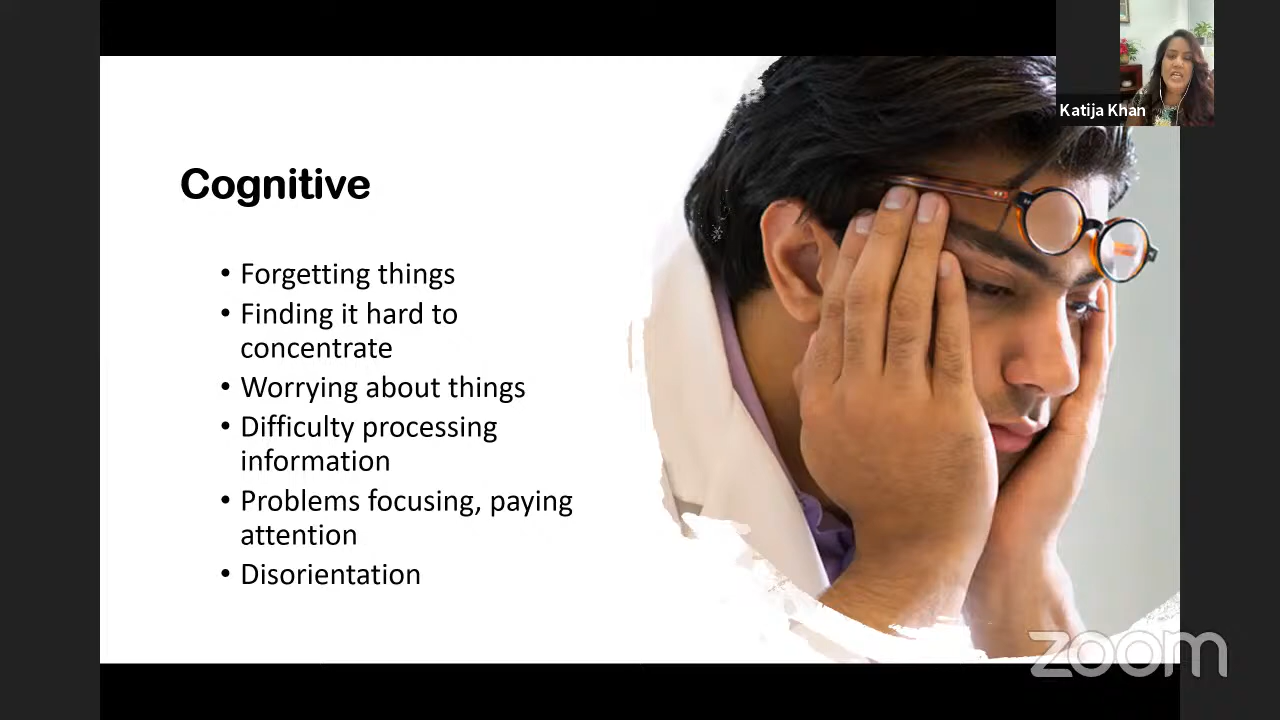 Katija Khan
Cognitive
• Forgetting things
• Finding it hard to
concentrate
• Worrying about things
• Difficulty processing
information
• Problems focusing, paying
attention
• Disorientation
zoom